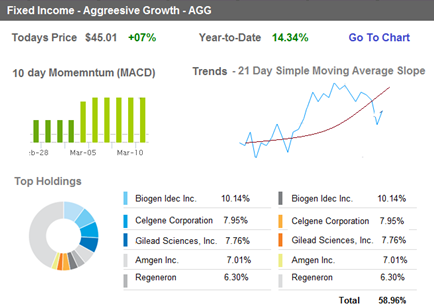 Fixed Income - Aggreesive Growth - AGG
Todays Price $45.01 +07% Year-to-Date 14.34% Go To Chart
10 day Momemntum (MACD)
Trends - 21 Day Simple Moving Average Slope
b-28 Mar-05 Mar-10
Top Holdings
Biogen Idec Inc. 10.14% Biogen Idec Inc. 10.14%
Celgene Corporation 7.95% Celgene Corporation 7.95%
Gilead Sciences, Inc. 7.76% Gilead Sciences, Inc. 7.76%
Amgen Inc. 7.01% Amgen Inc. 7.01%
Regeneron 6.30% Regeneron 6.30%
Total 58.96%